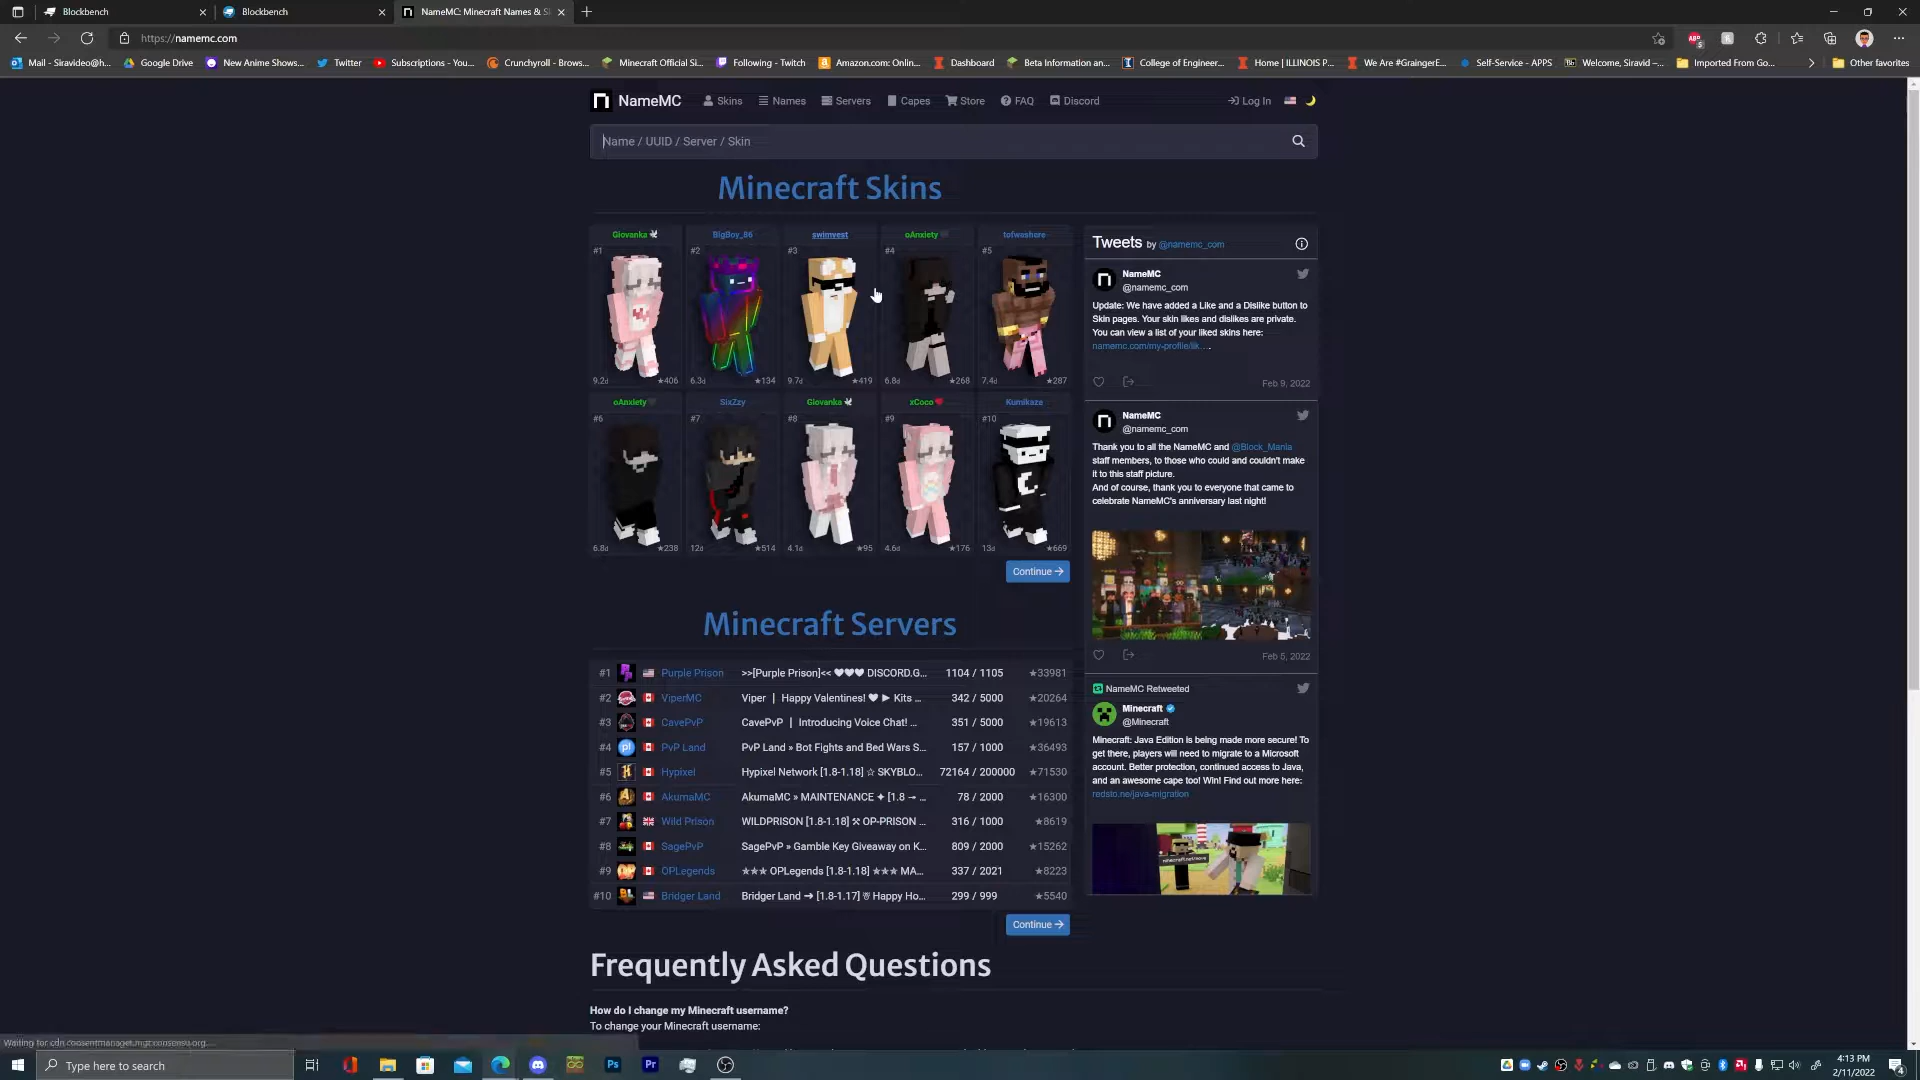 Blockbench
Blockbench
NameMC: Minecraft Names & S
https://namemc.com
Mail - Siravideo@h...
Google Drive
New Anime Shows...
Twitter
Subscriptions - You...
Crunchyroll - Brows...
Minecraft Official Si...
Following - Twitch
Amazon.com: Onlin...
Dashboard
Beta Information an...
College of Engineer...
Home | ILLINOIS P...
We Are #GraingerE...
Self-Service - APPS
Welcome, Siravid –...
Imported From Go...
Other favorites
NameMC
Skins
Names
Servers
Capes
Store
FAQ
Discord
Log In
Name / UUID / Server / Skin
Minecraft Skins
Giovanka
BigBoy_86
swimvest
oAnxiety
tofweshere
#1
#2
#3
#4
#5
9.2d ★406
6.3d ★134
9.7d ★419
6.8d ★268
7.4d ★287
oAnxiety
SixZzy
Giovanka
xCoco
Kumikaze
#6
#7
#8
#9
#10
6.8d ★238
12d ★514
4.1d ★95
4.6d ★176
13d ★669
Continue →
Minecraft Servers
#1 Purple Prison >>[Purple Prison]<< ♥♥♥ DISCORD.G... 1104 / 1105 ★33981
#2 ViperMC Viper | Happy Valentines! ♥ ► Kits ... 342 / 5000 ★20264
#3 CavePvP CavePvP | Introducing Voice Chat! ... 351 / 5000 ★19613
#4 PvP Land PvP Land » Bot Fights and Bed Wars S... 157 / 1000 ★36493
#5 Hypixel Hypixel Network [1.8-1.18] ☆ SKYBLO... 72164 / 200000 ★71530
#6 AkumaMC AkumaMC » MAINTENANCE ✦ [1.8 → ... 78 / 2000 ★16300
#7 Wild Prison WILDPRISON [1.8-1.18] ⚒ OP-PRISON ... 316 / 1000 ★8619
#8 SagePvP SagePvP » Gamble Key Giveaway on K... 809 / 2000 ★15262
#9 OPLegends ★★★ OPLegends [1.8-1.18] ★★★ MA... 337 / 2021 ★8223
#10 Bridger Land Bridger Land ➜ [1.8-1.17] Happy Ho... 299 / 999 ★5540
Continue →
Frequently Asked Questions
How do I change my Minecraft username?
To change your Minecraft username:
Tweets by @namemc_com
NameMC
@namemc_com
Update: We have added a Like and a Dislike button to
Skin pages. Your skin likes and dislikes are private.
You can view a list of your liked skins here:
namemc.com/my-profile/lik....
Feb 9, 2022
NameMC
@namemc_com
Thank you to all the NameMC and @Block_Mania
staff members, to those who could and couldn't make
it to this staff picture.
And of course, thank you to everyone that came to
celebrate NameMC's anniversary last night!
Feb 5, 2022
NameMC Retweeted
Minecraft
@Minecraft
Minecraft: Java Edition is being made more secure! To
get there, players will need to migrate to a Microsoft
account. Better protection, continued access to Java,
and an awesome cape too! Win! Find out more here:
redsto.ne/java-migration
Type here to search
4:13 PM
2/11/2022